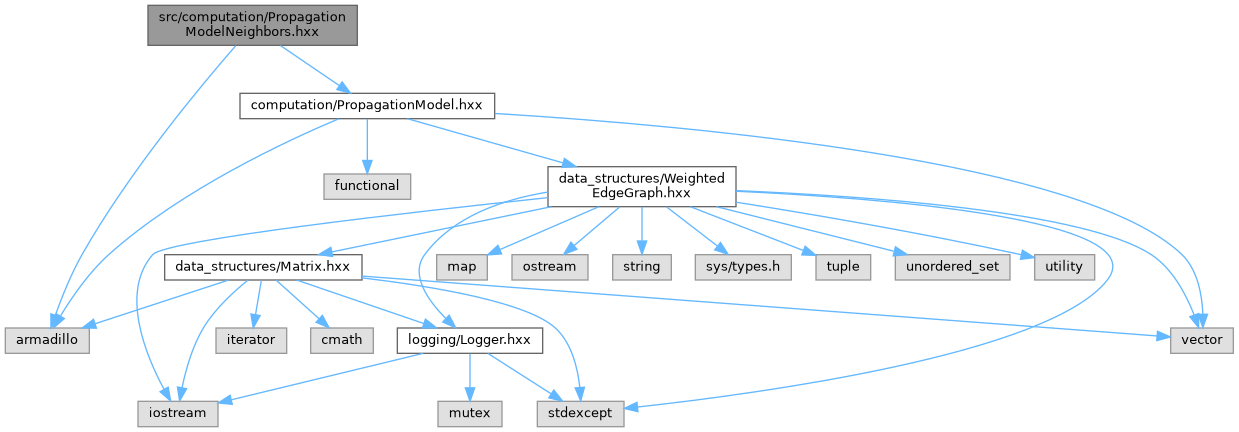 src/computation/Propagation
ModelNeighbors.hxx
computation/PropagationModel.hxx
functional
data_structures/Weighted
EdgeGraph.hxx
data_structures/Matrix.hxx
map
ostream
string
sys/types.h
tuple
unordered_set
utility
armadillo
iterator
cmath
logging/Logger.hxx
vector
iostream
mutex
stdexcept